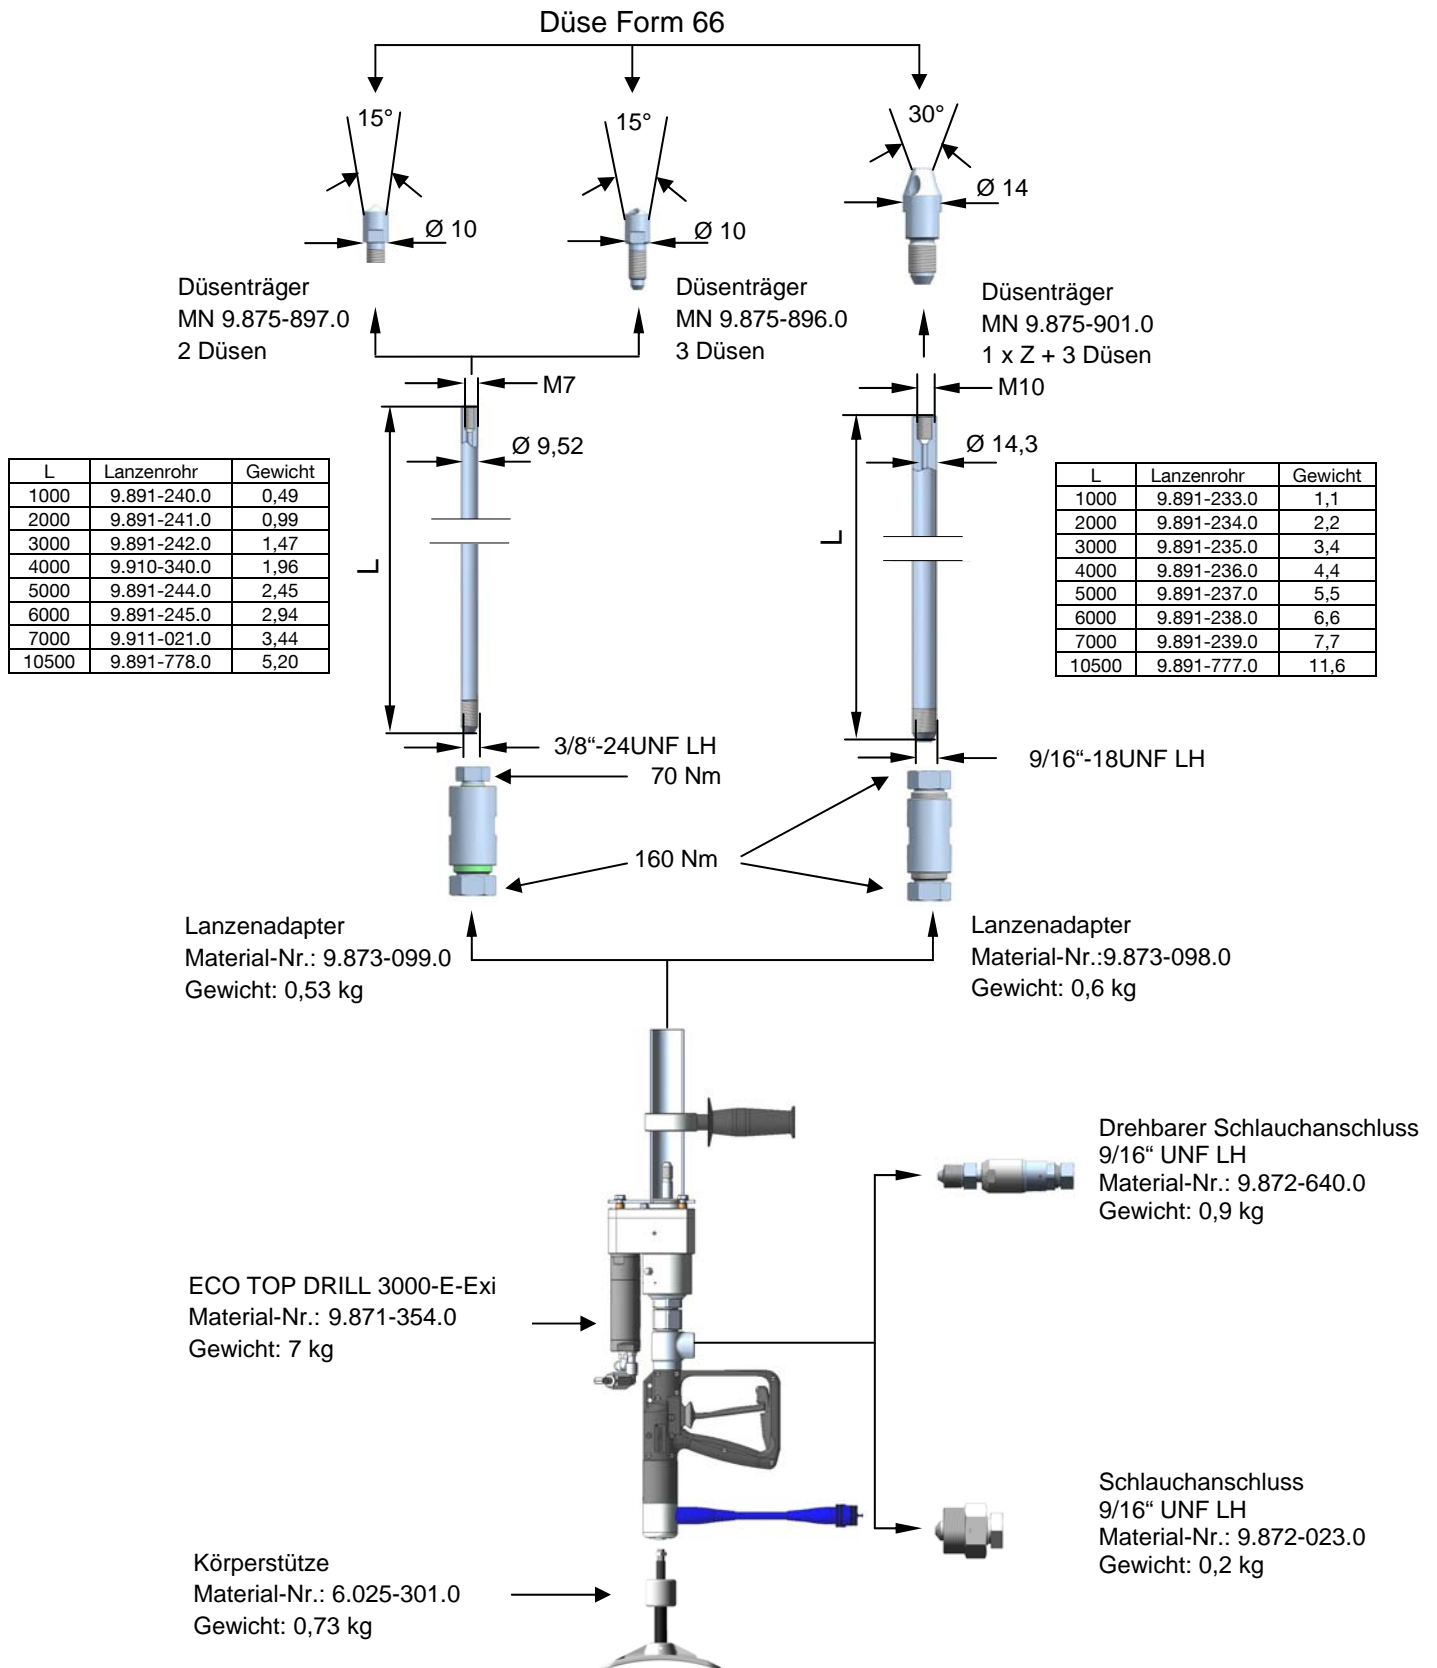 Düse Form 66
15°
15°
30°
Ø 10
Ø 10
Ø 14
Düsenträger
MN 9.875-897.0
2 Düsen
Düsenträger
MN 9.875-896.0
3 Düsen
Düsenträger
MN 9.875-901.0
1 x Z + 3 Düsen
M7
M10
Ø 9,52
Ø 14,3
L Lanzenrohr Gewicht
1000 9.891-240.0 0,49
2000 9.891-241.0 0,99
3000 9.891-242.0 1,47
4000 9.910-340.0 1,96
5000 9.891-244.0 2,45
6000 9.891-245.0 2,94
7000 9.911-021.0 3,44
10500 9.891-778.0 5,20
L
L
L Lanzenrohr Gewicht
1000 9.891-233.0 1,1
2000 9.891-234.0 2,2
3000 9.891-235.0 3,4
4000 9.891-236.0 4,4
5000 9.891-237.0 5,5
6000 9.891-238.0 6,6
7000 9.891-239.0 7,7
10500 9.891-777.0 11,6
3/8“-24UNF LH
70 Nm
9/16“-18UNF LH
160 Nm
Lanzenadapter
Material-Nr.: 9.873-099.0
Gewicht: 0,53 kg
Lanzenadapter
Material-Nr.:9.873-098.0
Gewicht: 0,6 kg
Drehbarer Schlauchanschluss
9/16“ UNF LH
Material-Nr.: 9.872-640.0
Gewicht: 0,9 kg
ECO TOP DRILL 3000-E-Exi
Material-Nr.: 9.871-354.0
Gewicht: 7 kg
Schlauchanschluss
9/16“ UNF LH
Material-Nr.: 9.872-023.0
Gewicht: 0,2 kg
Körperstütze
Material-Nr.: 6.025-301.0
Gewicht: 0,73 kg